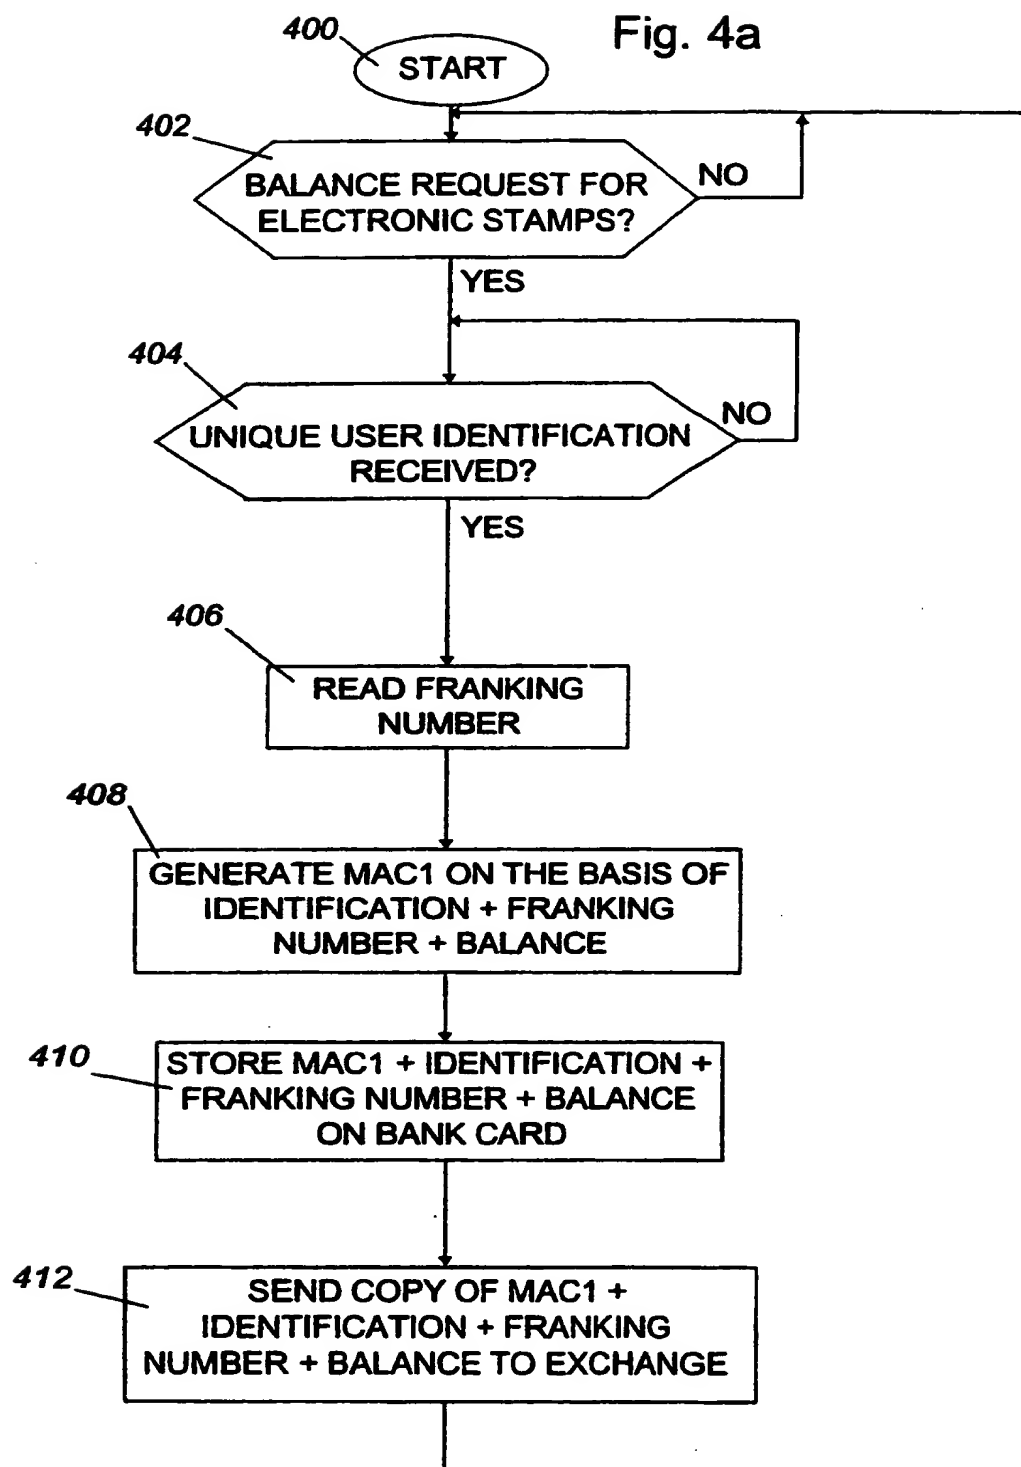 Fig. 4a
400
START
402
BALANCE REQUEST FOR
ELECTRONIC STAMPS?
NO
YES
404
UNIQUE USER IDENTIFICATION
RECEIVED?
NO
YES
406
READ FRANKING
NUMBER
408
GENERATE MAC1 ON THE BASIS OF
IDENTIFICATION + FRANKING
NUMBER + BALANCE
410
STORE MAC1 + IDENTIFICATION +
FRANKING NUMBER + BALANCE
ON BANK CARD
412
SEND COPY OF MAC1 +
IDENTIFICATION + FRANKING
NUMBER + BALANCE TO EXCHANGE